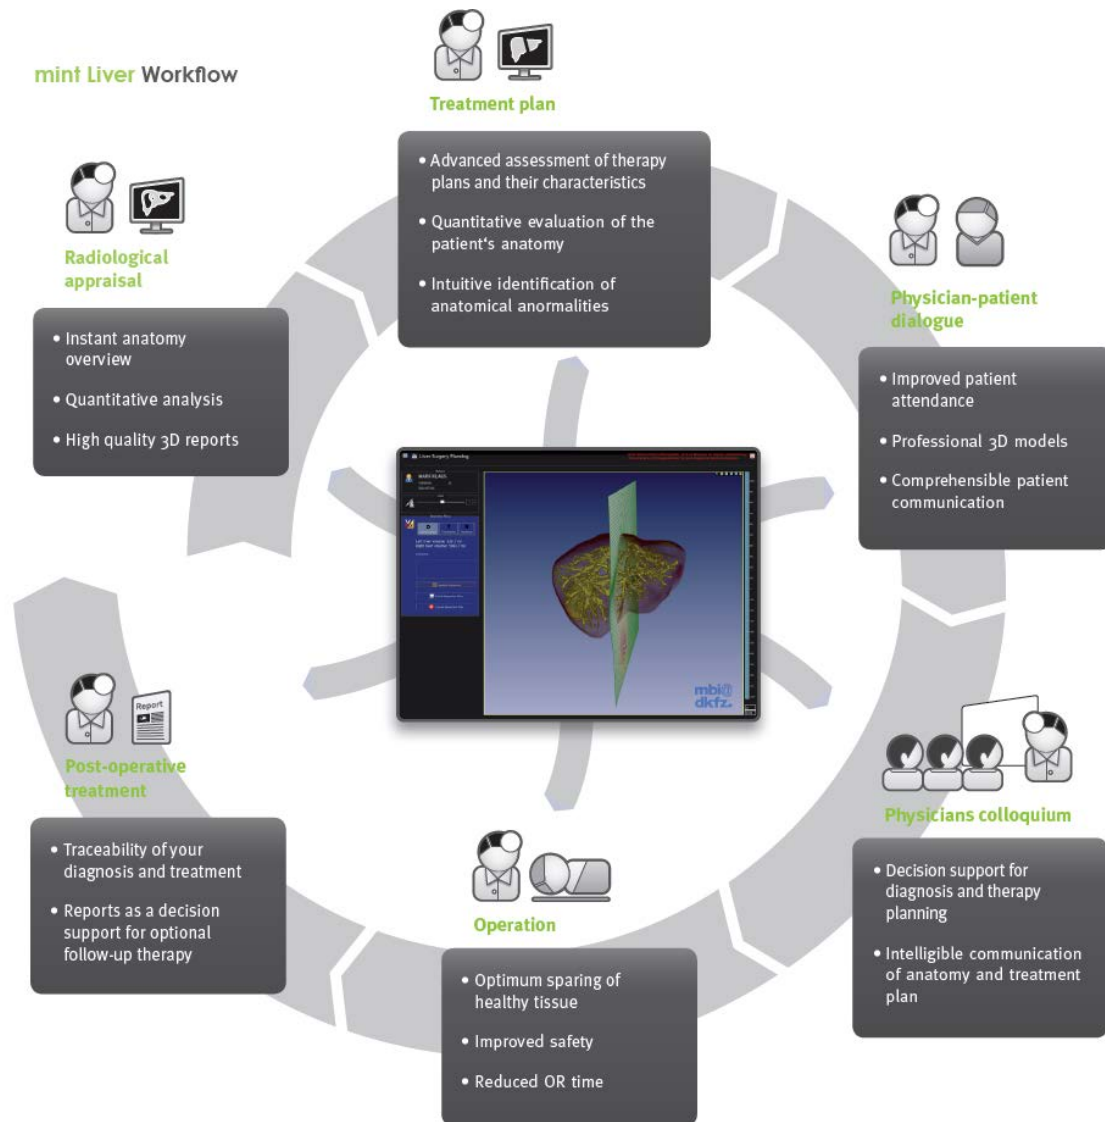 mint Liver Workflow
Treatment plan
• Advanced assessment of therapy
plans and their characteristics
• Quantitative evaluation of the
patient's anatomy
• Intuitive identification of
anatomical anormalities
Radiological
appraisal
• Instant anatomy
overview
• Quantitative analysis
• High quality 3D reports
Physician-patient
dialogue
• Improved patient
attendance
• Professional 3D models
• Comprehensible patient
communication
Liver Surgery Planning
mbi@
dkfz.
Report
Post-operative
treatment
• Traceability of your
diagnosis and treatment
• Reports as a decision
support for optional
follow-up therapy
Operation
• Optimum sparing of
healthy tissue
• Improved safety
• Reduced OR time
Physicians colloquium
• Decision support for
diagnosis and therapy
planning
• Intelligible communication
of anatomy and treatment
plan